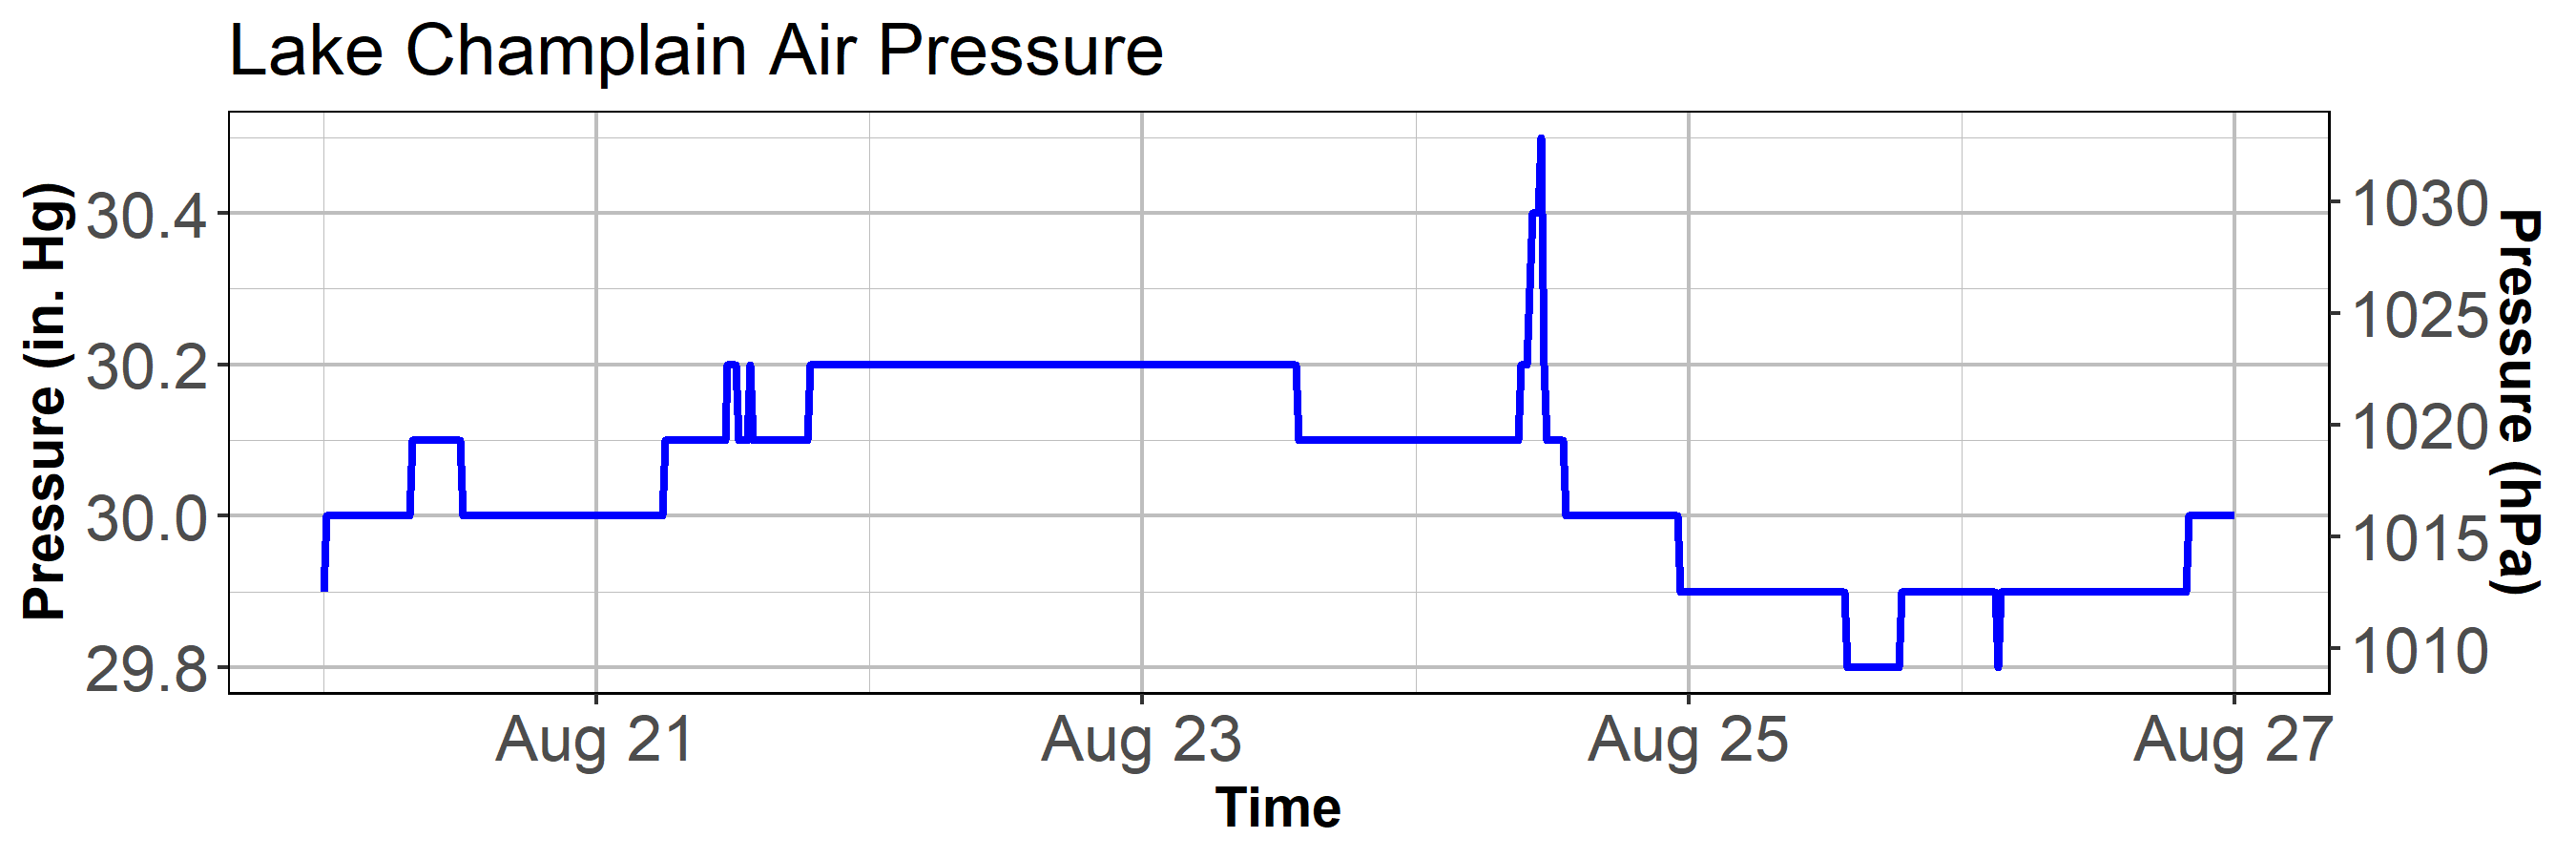 Lake Champlain Air Pressure
Pressure (in. Hg)
30.4
30.2
30.0
29.8
1030
1025
1020
1015
1010
Pressure (hPa)
Aug 21 Aug 23 Aug 25 Aug 27
Time